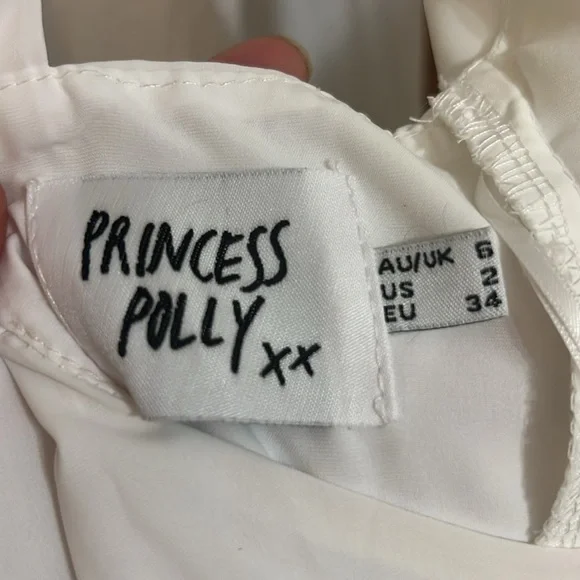 PRINCESS
POLLY xx
AU/UK 6
US 2
EU 34